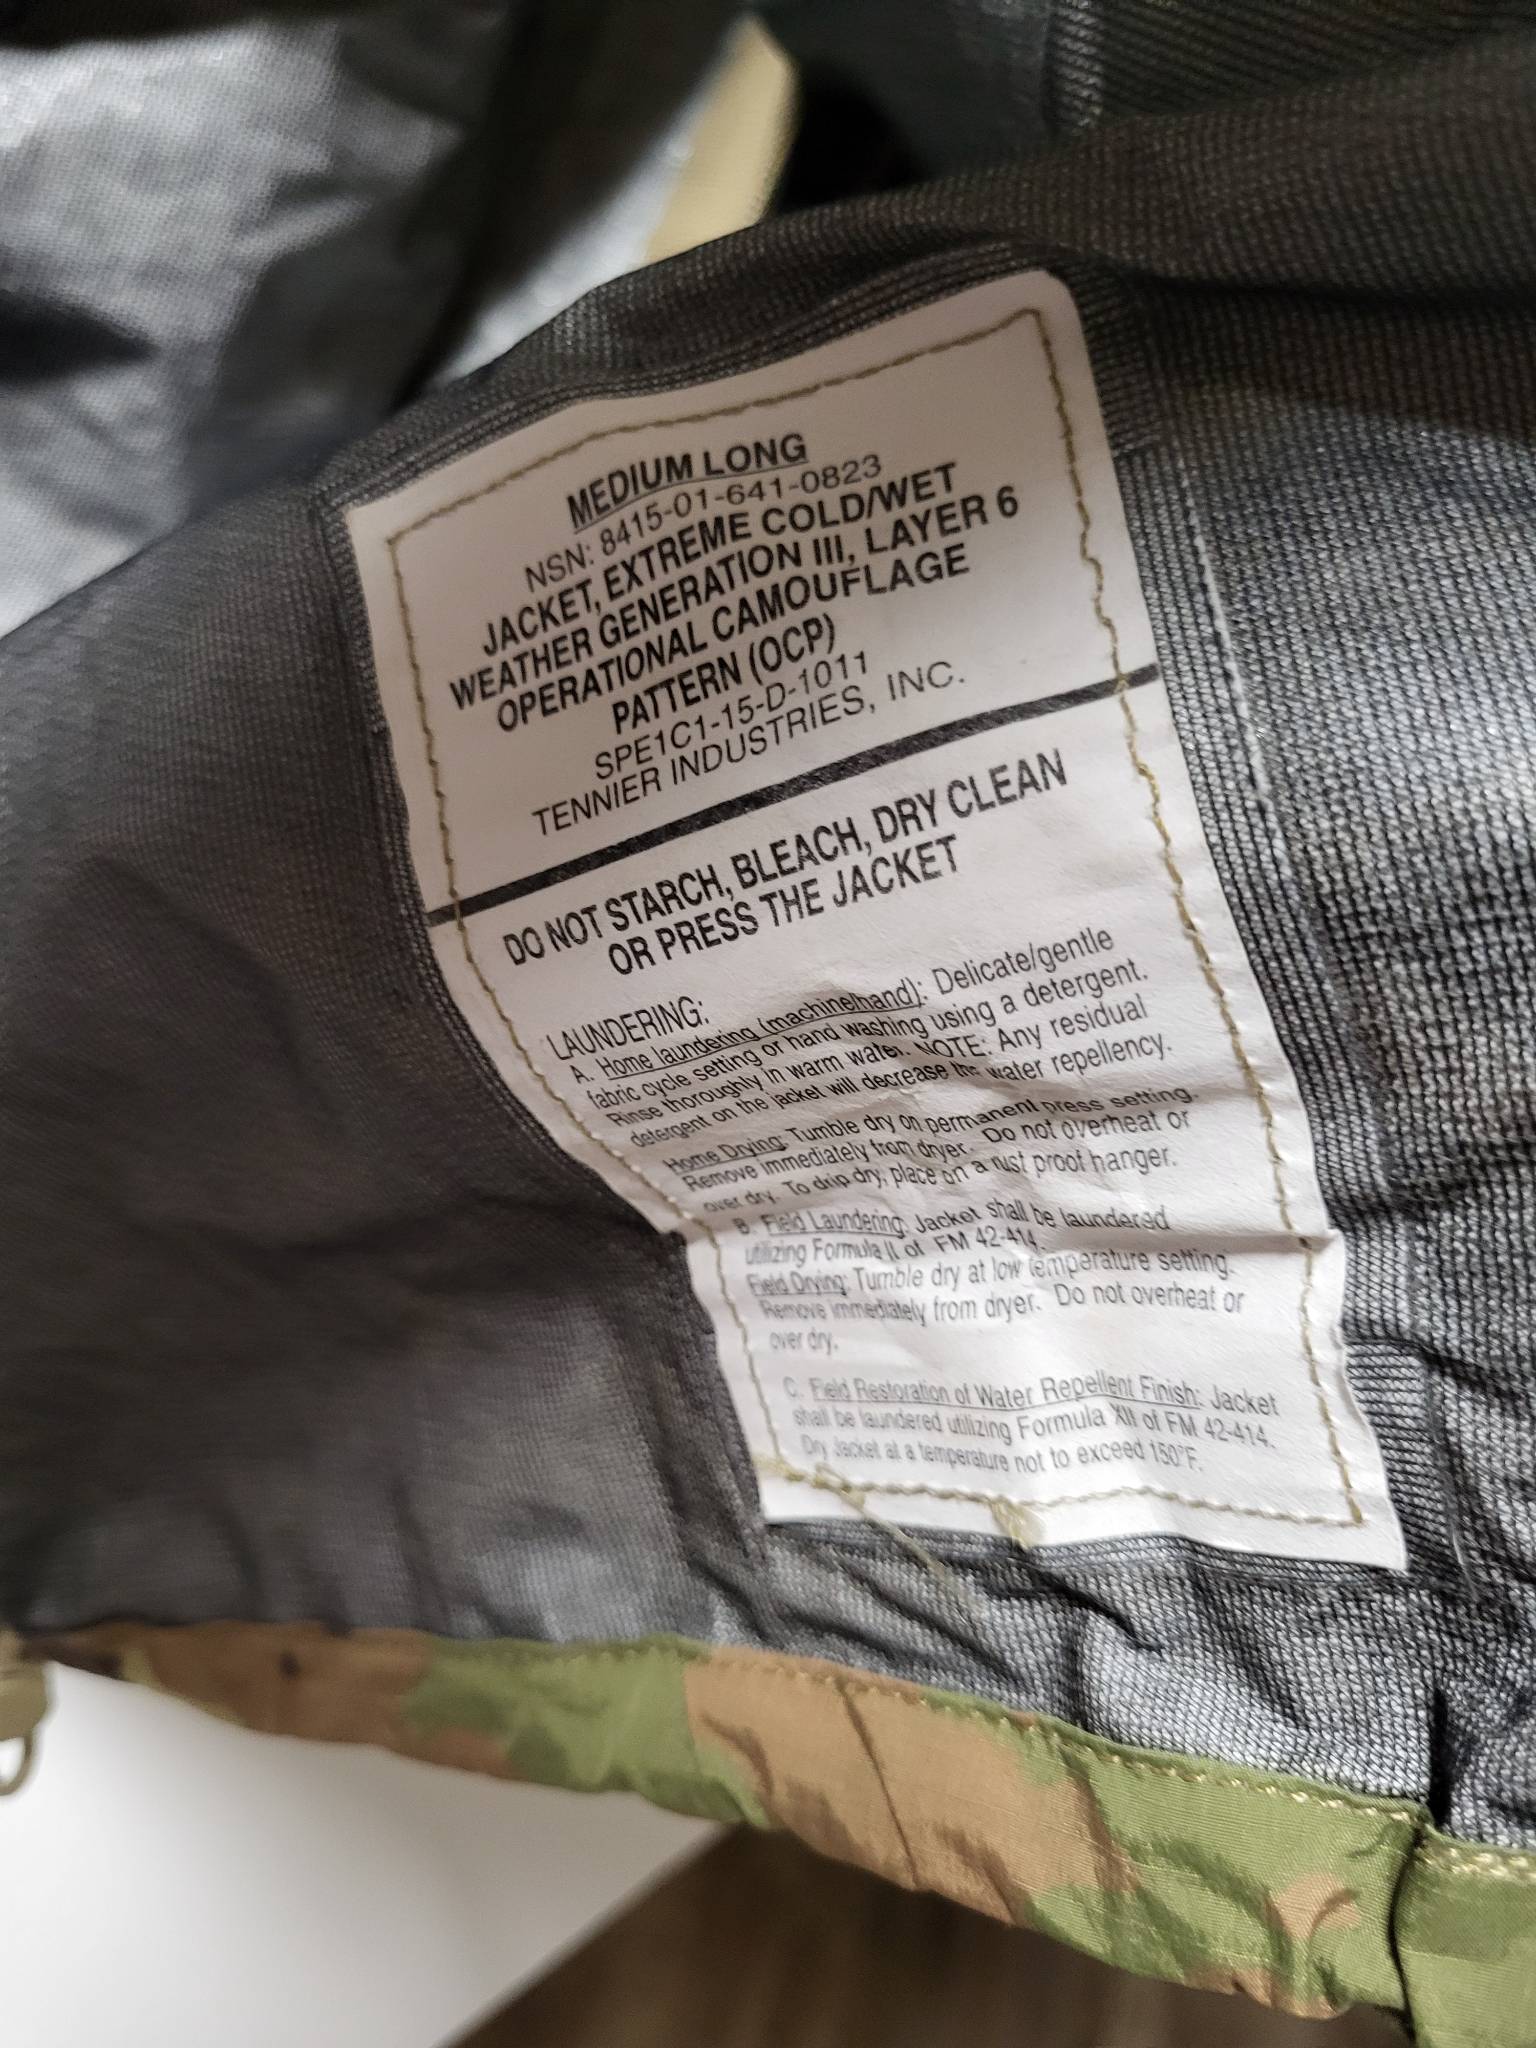 MEDIUM LONG
NSN: 8415-01-641-0823
JACKET, EXTREME COLD/WET
WEATHER GENERATION III, LAYER 6
OPERATIONAL CAMOUFLAGE
PATTERN (OCP)
SPE1C1-15-D-1011
TENNIER INDUSTRIES, INC.
DO NOT STARCH, BLEACH, DRY CLEAN
OR PRESS THE JACKET
LAUNDERING:
A. Home laundering (machine/hand): Delicate/gentle
fabric cycle setting or hand washing using a detergent.
Rinse thoroughly in warm water. NOTE: Any residual
detergent on the jacket will decrease the water repellency.
Home Drying: Tumble dry on permanent press setting.
Remove immediately from dryer. Do not overheat or
over dry. To drip dry, place on a rust proof hanger.
B. Field Laundering: Jacket shall be laundered
utilizing Formula II of FM 42-414.
Field Drying: Tumble dry at low temperature setting.
Remove immediately from dryer. Do not overheat or
over dry.
C. Field Restoration of Water Repellent Finish: Jacket
shall be laundered utilizing Formula XII of FM 42-414.
Dry Jacket at a temperature not to exceed 150°F.